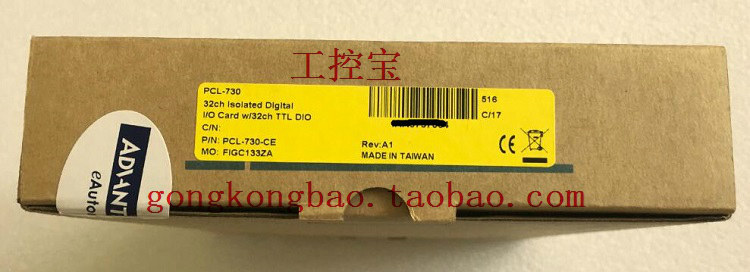 工控宝
PCL-730
32ch Isolated Digital
I/O Card w/32ch TTL DIO
C/N:
P/N: PCL-730-CE
MO: FIGC133ZA
516
C/17
Rev:A1
MADE IN TAIWAN
CE
ADVANT
eAuto
gongkongbao.taobao.com